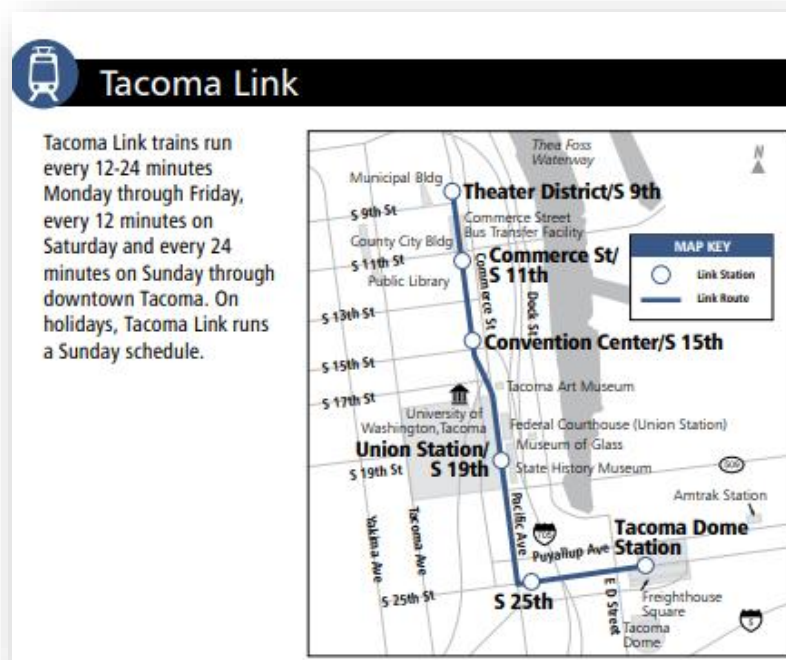 Tacoma Link
Tacoma Link trains run
every 12-24 minutes
Monday through Friday,
every 12 minutes on
Saturday and every 24
minutes on Sunday through
downtown Tacoma. On
holidays, Tacoma Link runs
a Sunday schedule.
Thea Foss
Waterway
N
Municipal Bldg
Theater District/S 9th
S 9th St
Commerce Street
Bus Transfer Facility
County City Bldg
Commerce St/
S 11th
S 11th St
Public Library
Commerce St
Dock St
MAP KEY
Link Station
Link Route
S 13th St
Convention Center/S 15th
S 15th St
Tacoma Art Museum
S 17th St
University of
Washington,Tacoma
Federal Courthouse (Union Station)
Museum of Glass
Union Station/
S 19th
State History Museum
S 19th St
509
Amtrak Station
Pacific Ave
Tacoma Ave
Yakima Ave
705
Puyallup Ave
Tacoma Dome
Station
S 25th St
S 25th
E D Street
Freighthouse
Square
Tacoma
Dome
5